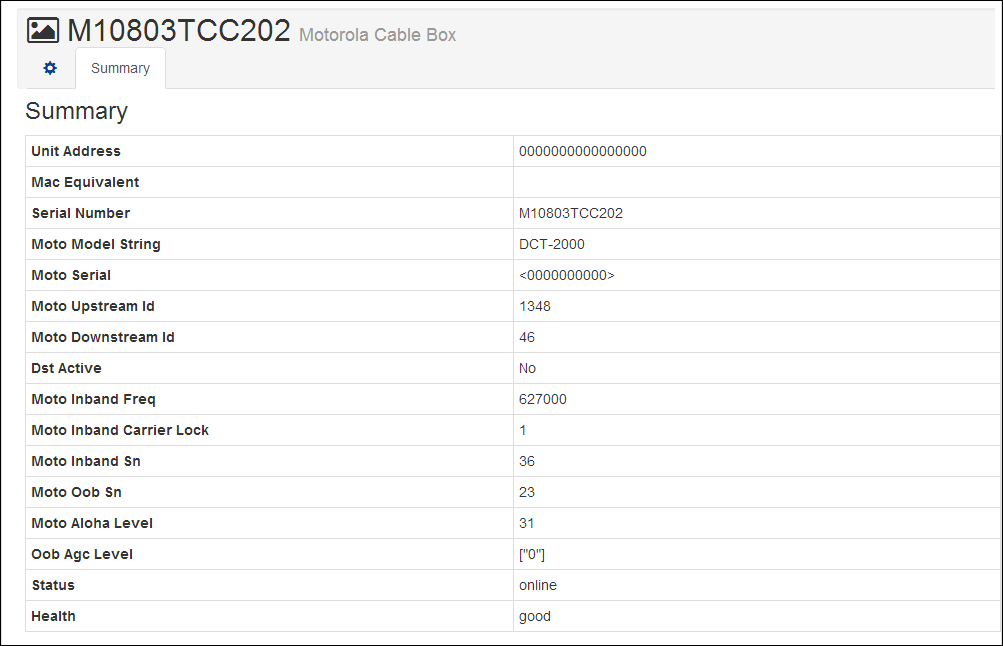 M10803TCC202 Motorola Cable Box
Summary
Summary
Unit Address 0000000000000000
Mac Equivalent
Serial Number M10803TCC202
Moto Model String DCT-2000
Moto Serial <0000000000>
Moto Upstream Id 1348
Moto Downstream Id 46
Dst Active No
Moto Inband Freq 627000
Moto Inband Carrier Lock 1
Moto Inband Sn 36
Moto Oob Sn 23
Moto Aloha Level 31
Oob Agc Level ["0"]
Status online
Health good